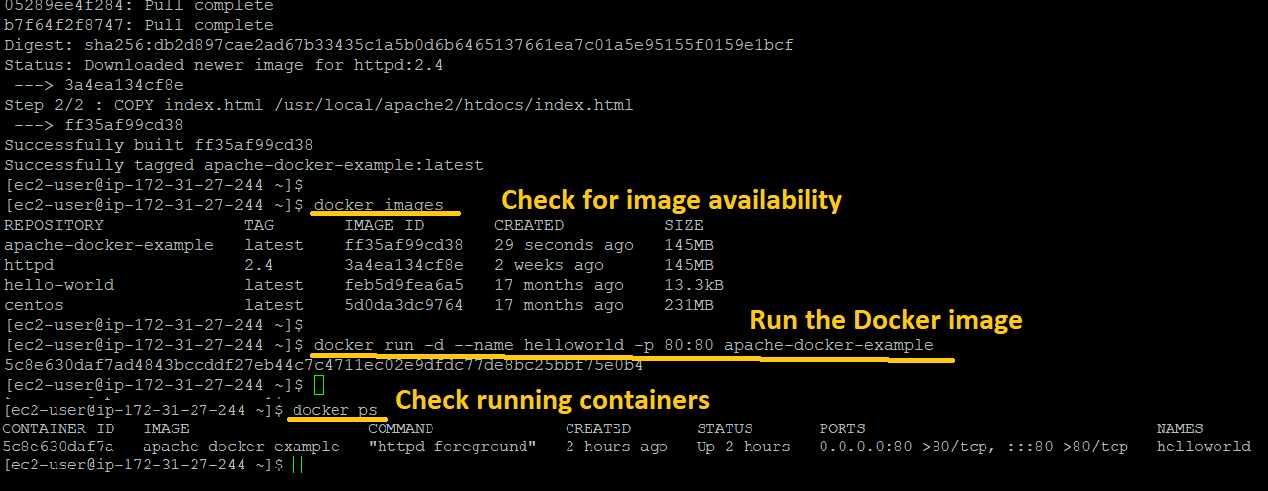 05289ee4f284: Pull complete
b7f64f2f8747: Pull complete
Digest: sha256:db2d897cae2ad67b33435c1a5b0d6b6465137661ea7c01a5e95155f0159e1bcf
Status: Downloaded newer image for httpd:2.4
---> 3a4ea134cf8e
Step 2/2 : COPY index.html /usr/local/apache2/htdocs/index.html
---> ff35af99cd38
Successfully built ff35af99cd38
Successfully tagged apache-docker-example:latest
[ec2-user@ip-172-31-27-244 ~]$
[ec2-user@ip-172-31-27-244 ~]$ docker images Check for image availability
REPOSITORY TAG IMAGE ID CREATED SIZE
apache-docker-example latest ff35af99cd38 29 seconds ago 145MB
httpd 2.4 3a4ea134cf8e 2 weeks ago 145MB
hello-world latest feb5d9fea6a5 17 months ago 13.3kB
centos latest 5d0da3dc9764 17 months ago 231MB
[ec2-user@ip-172-31-27-244 ~]$ Run the Docker image
[ec2-user@ip-172-31-27-244 ~]$ docker run -d --name helloworld -p 80:80 apache-docker-example
5c8e630daf7ad4843bccddf27eb44c7c4711ec02e9dfdc77de8bc25bbf75e0b4
[ec2-user@ip-172-31-27-244 ~]$
[ec2-user@ip-172-31-27-244 ~]$ docker ps Check running containers
CONTAINER ID IMAGE COMMAND CREATED STATUS PORTS NAMES
5c8e630daf7a apache docker example "httpd foreground" 2 hours ago Up 2 hours 0.0.0.0:80 >80/tcp, :::80 >80/tcp helloworld
[ec2-user@ip-172-31-27-244 ~]$